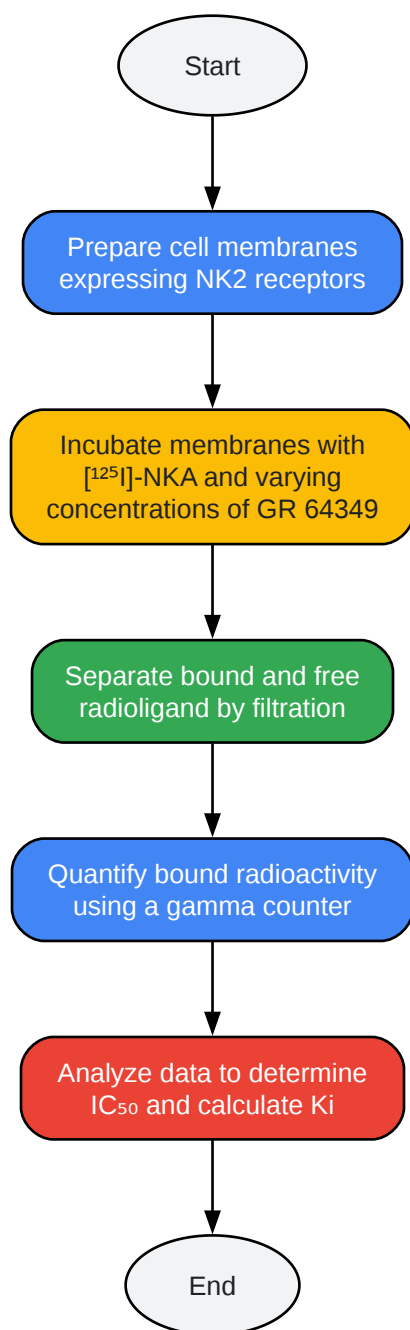 Start
Prepare cell membranes
expressing NK2 receptors
Incubate membranes with
[¹²⁵I]-NKA and varying
concentrations of GR 64349
Separate bound and free
radioligand by filtration
Quantify bound radioactivity
using a gamma counter
Analyze data to determine
IC₅₀ and calculate Ki
End